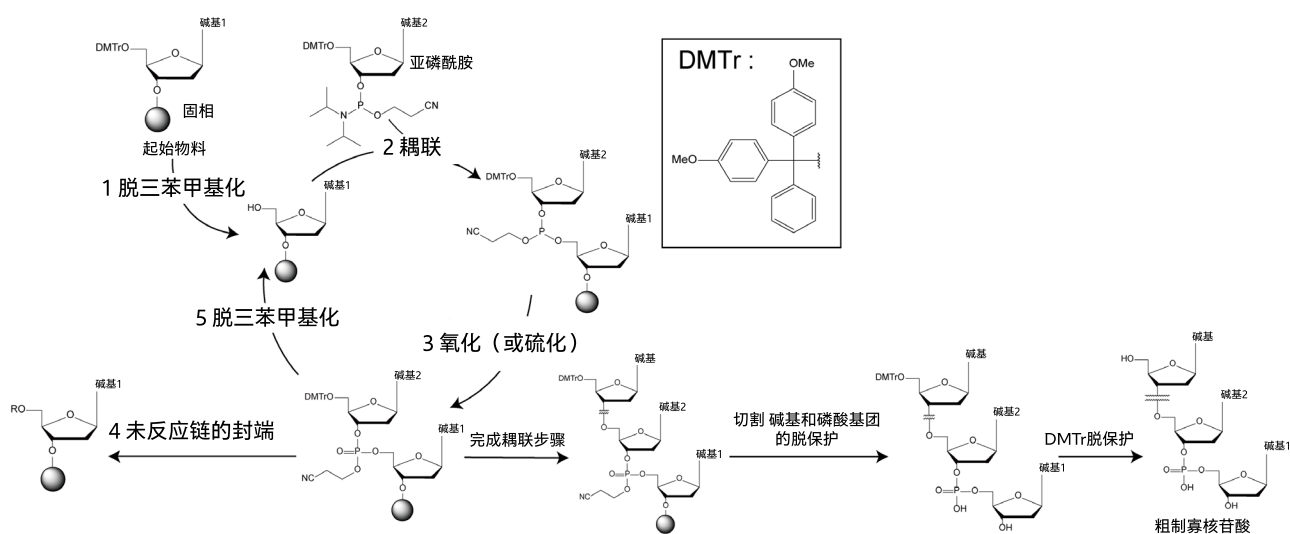 碱基1
DMTrO
O
O
固相
起始物料
1 脱三苯甲基化
碱基2
DMTrO
O
亚磷酰胺
O
P
N
O
CN
2 耦联
DMTr :
OMe
MeO
碱基1
HO
O
O
碱基2
DMTrO
O
O
碱基1
NC
O
P
O
O
O
5 脱三苯甲基化
3 氧化（或硫化）
碱基1
RO
O
O
4 未反应链的封端
碱基2
DMTrO
O
O
碱基1
O
P
O
O
O
NC
O
完成耦联步骤
碱基
DMTrO
O
碱基2
O
O
O
碱基1
O
P
O
O
O
NC
O
切割 碱基和磷酸基团
的脱保护
碱基
DMTrO
O
碱基2
O
O
O
碱基1
O
P
O
O
OH
OH
DMTr脱保护
碱基
HO
O
碱基2
O
O
O
碱基1
O
P
O
O
OH
OH
粗制寡核苷酸